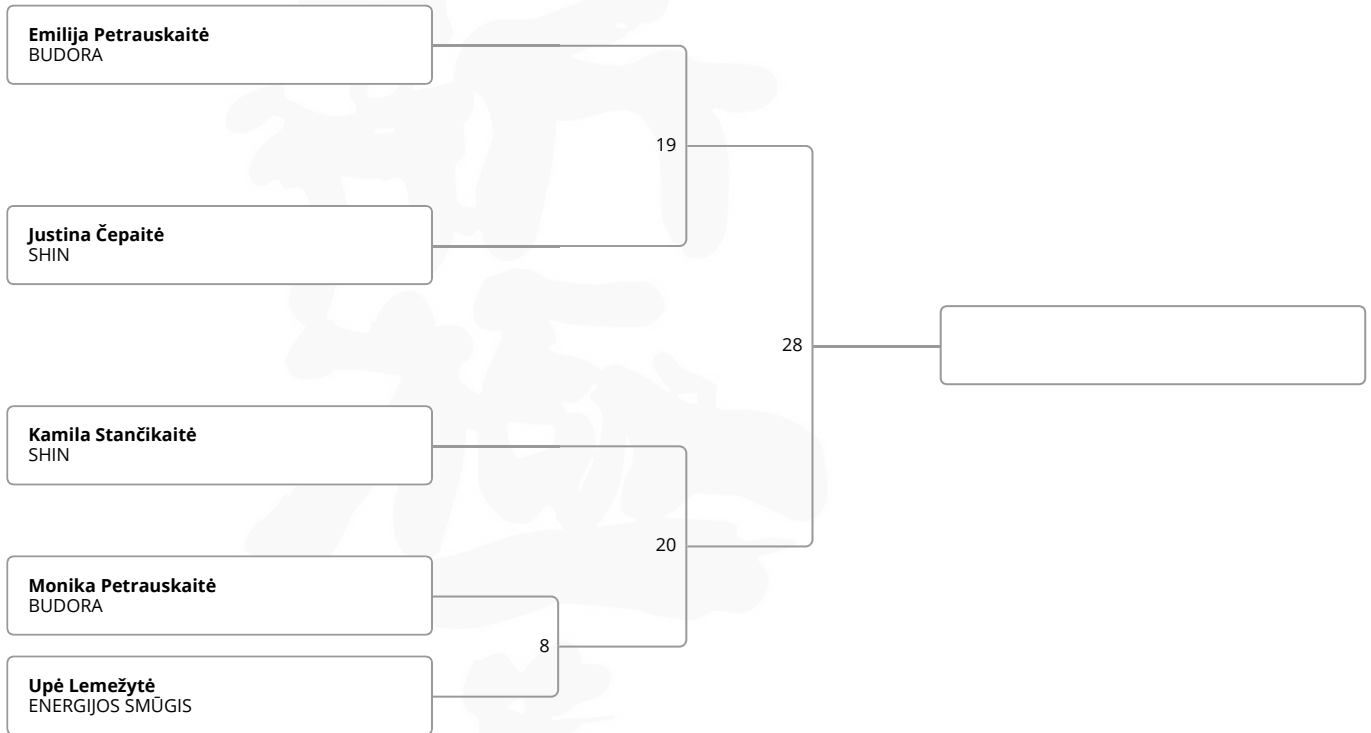 Emilija Petrauskaitė
BUDORA
19
Justina Čepaitė
SHIN
28
Kamila Stančikaitė
SHIN
20
Monika Petrauskaitė
BUDORA
8
Upė Lemežytė
ENERGIJOS SMŪGIS